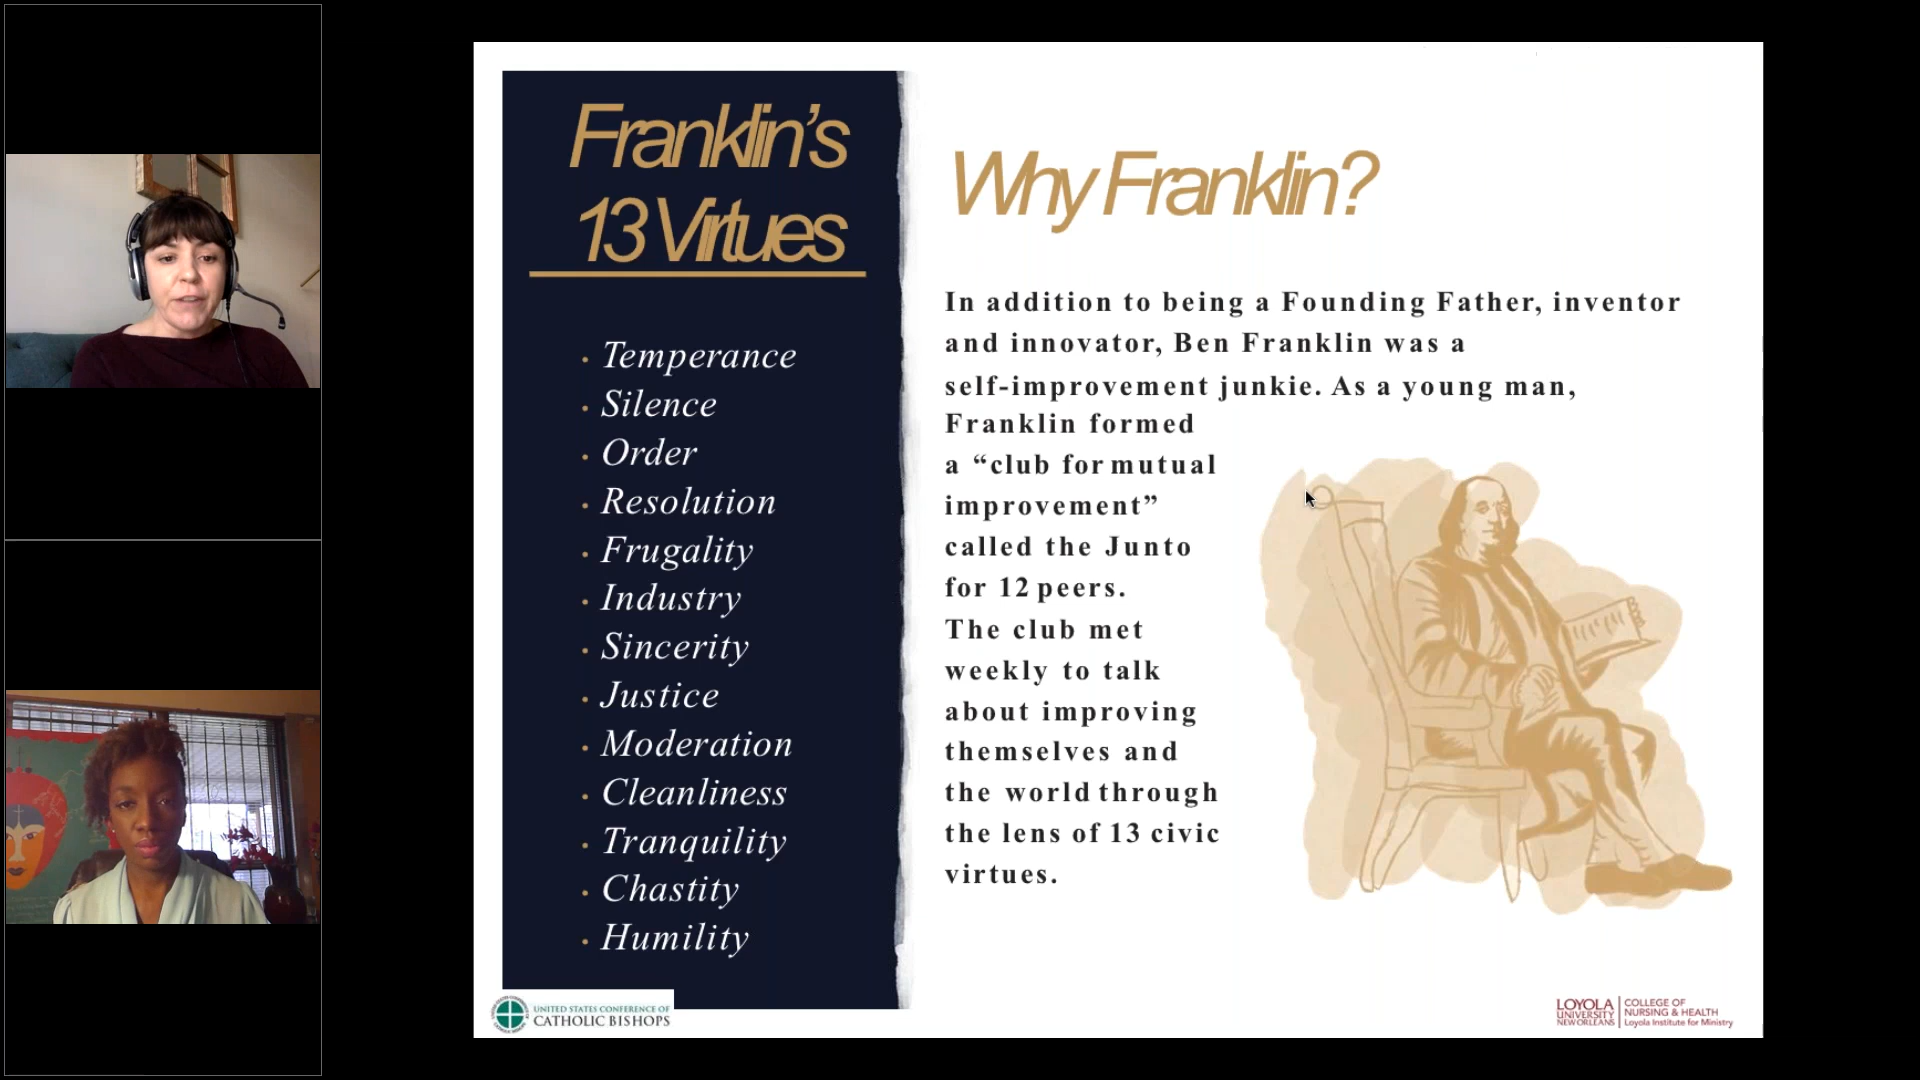 Franklin’s
13 Virtues
• Temperance
• Silence
• Order
• Resolution
• Frugality
• Industry
• Sincerity
• Justice
• Moderation
• Cleanliness
• Tranquility
• Chastity
• Humility
Why Franklin?
In addition to being a Founding Father, inventor
and innovator, Ben Franklin was a
self-improvement junkie. As a young man,
Franklin formed
a “club for mutual
improvement”
called the Junto
for 12 peers.
The club met
weekly to talk
about improving
themselves and
the world through
the lens of 13 civic
virtues.
UNITED STATES CONFERENCE OF
CATHOLIC BISHOPS
LOYOLA
UNIVERSITY
NEW ORLEANS
COLLEGE OF
NURSING & HEALTH
Loyola Institute for Ministry